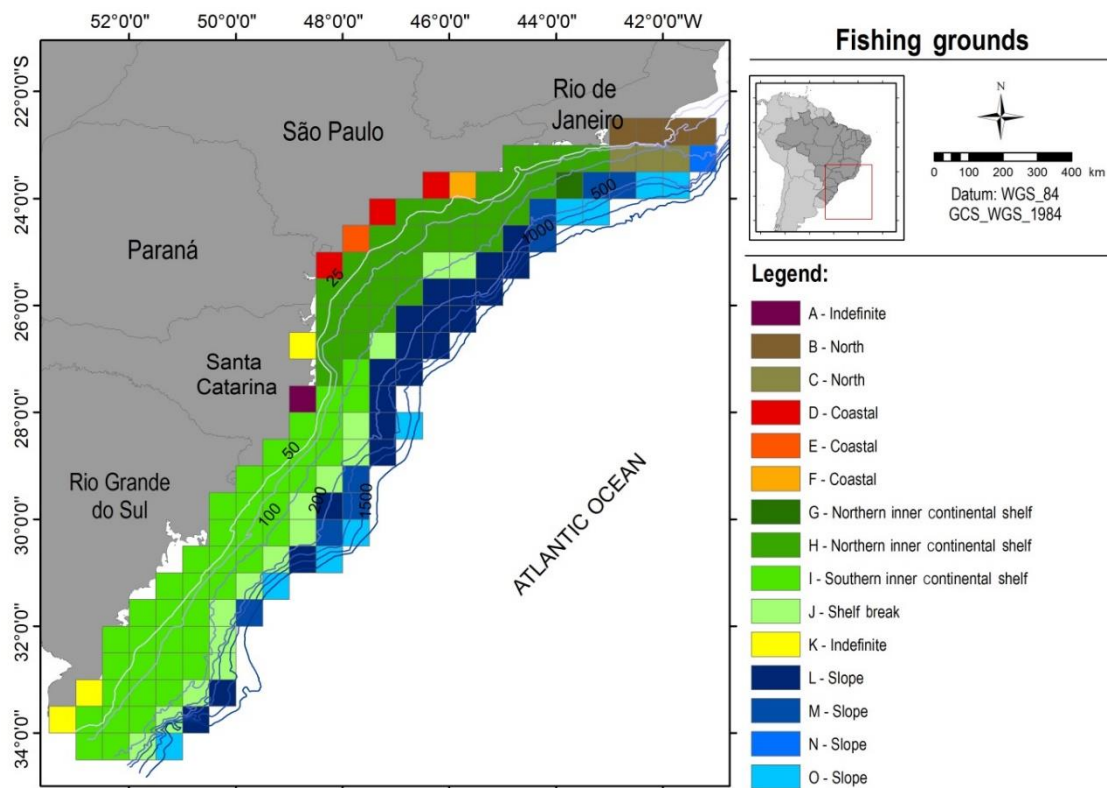 52°0'0" 50°0'0" 48°0'0" 46°0'0" 44°0'0" 42°0'0"
22°0'0"S
24°0'0"
26°0'0"
28°0'0"
30°0'0"
32°0'0"
34°0'0"
Rio de
Janeiro
São Paulo
Paraná
Santa
Catarina
Rio Grande
do Sul
ATLANTIC OCEAN
25
50
100
200
1500
500
1000
Fishing grounds
N
0 100 200 300 400 km
Datum: WGS_84
GCS_WGS_1984
Legend:
A - Indefinite
B - North
C - North
D - Coastal
E - Coastal
F - Coastal
G - Northern inner continental shelf
H - Northern inner continental shelf
I - Southern inner continental shelf
J - Shelf break
K - Indefinite
L - Slope
M - Slope
N - Slope
O - Slope